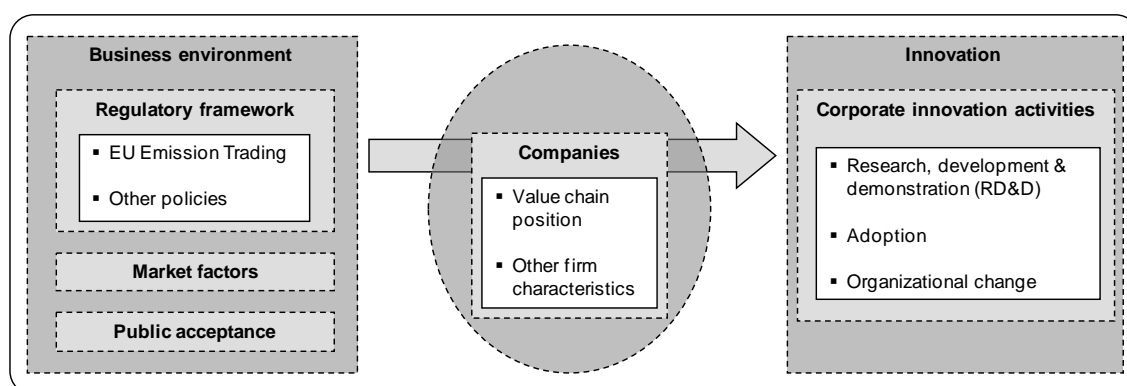 Business environment
Regulatory framework
▪ EU Emission Trading
▪ Other policies
Market factors
Public acceptance
Companies
▪ Value chain
position
▪ Other firm
characteristics
Innovation
Corporate innovation activities
▪ Research, development &
demonstration (RD&D)
▪ Adoption
▪ Organizational change